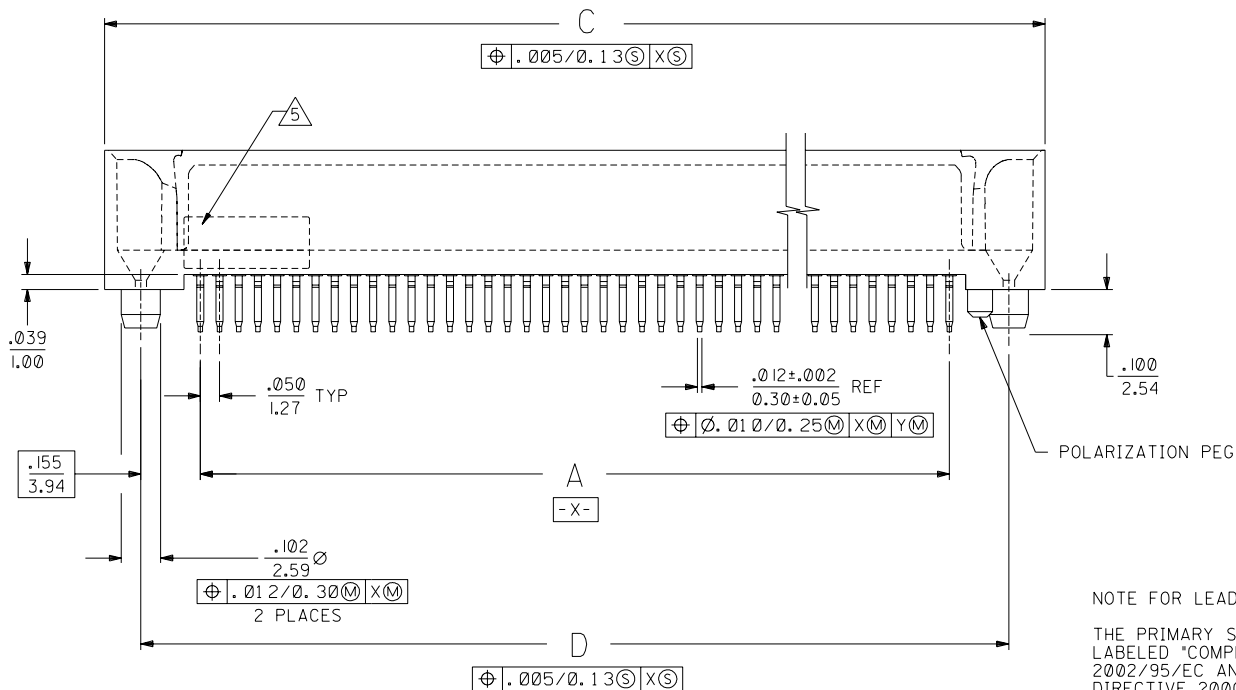 C
⌖ .005/0.13Ⓢ XⓈ
5
.039
1.00
.050
1.27 TYP
.012±.002
0.30±0.05 REF
⌖ Ø.010/0.25Ⓜ XⓂ YⓂ
.100
2.54
POLARIZATION PEG
.155
3.94
A
-X-
.102
2.59 Ø
⌖ .012/0.30Ⓜ XⓂ
2 PLACES
D
⌖ .005/0.13Ⓢ XⓈ
NOTE FOR LEAD
THE PRIMARY S
LABELED "COMP
2002/95/EC AN
DIRECTIVE 2000